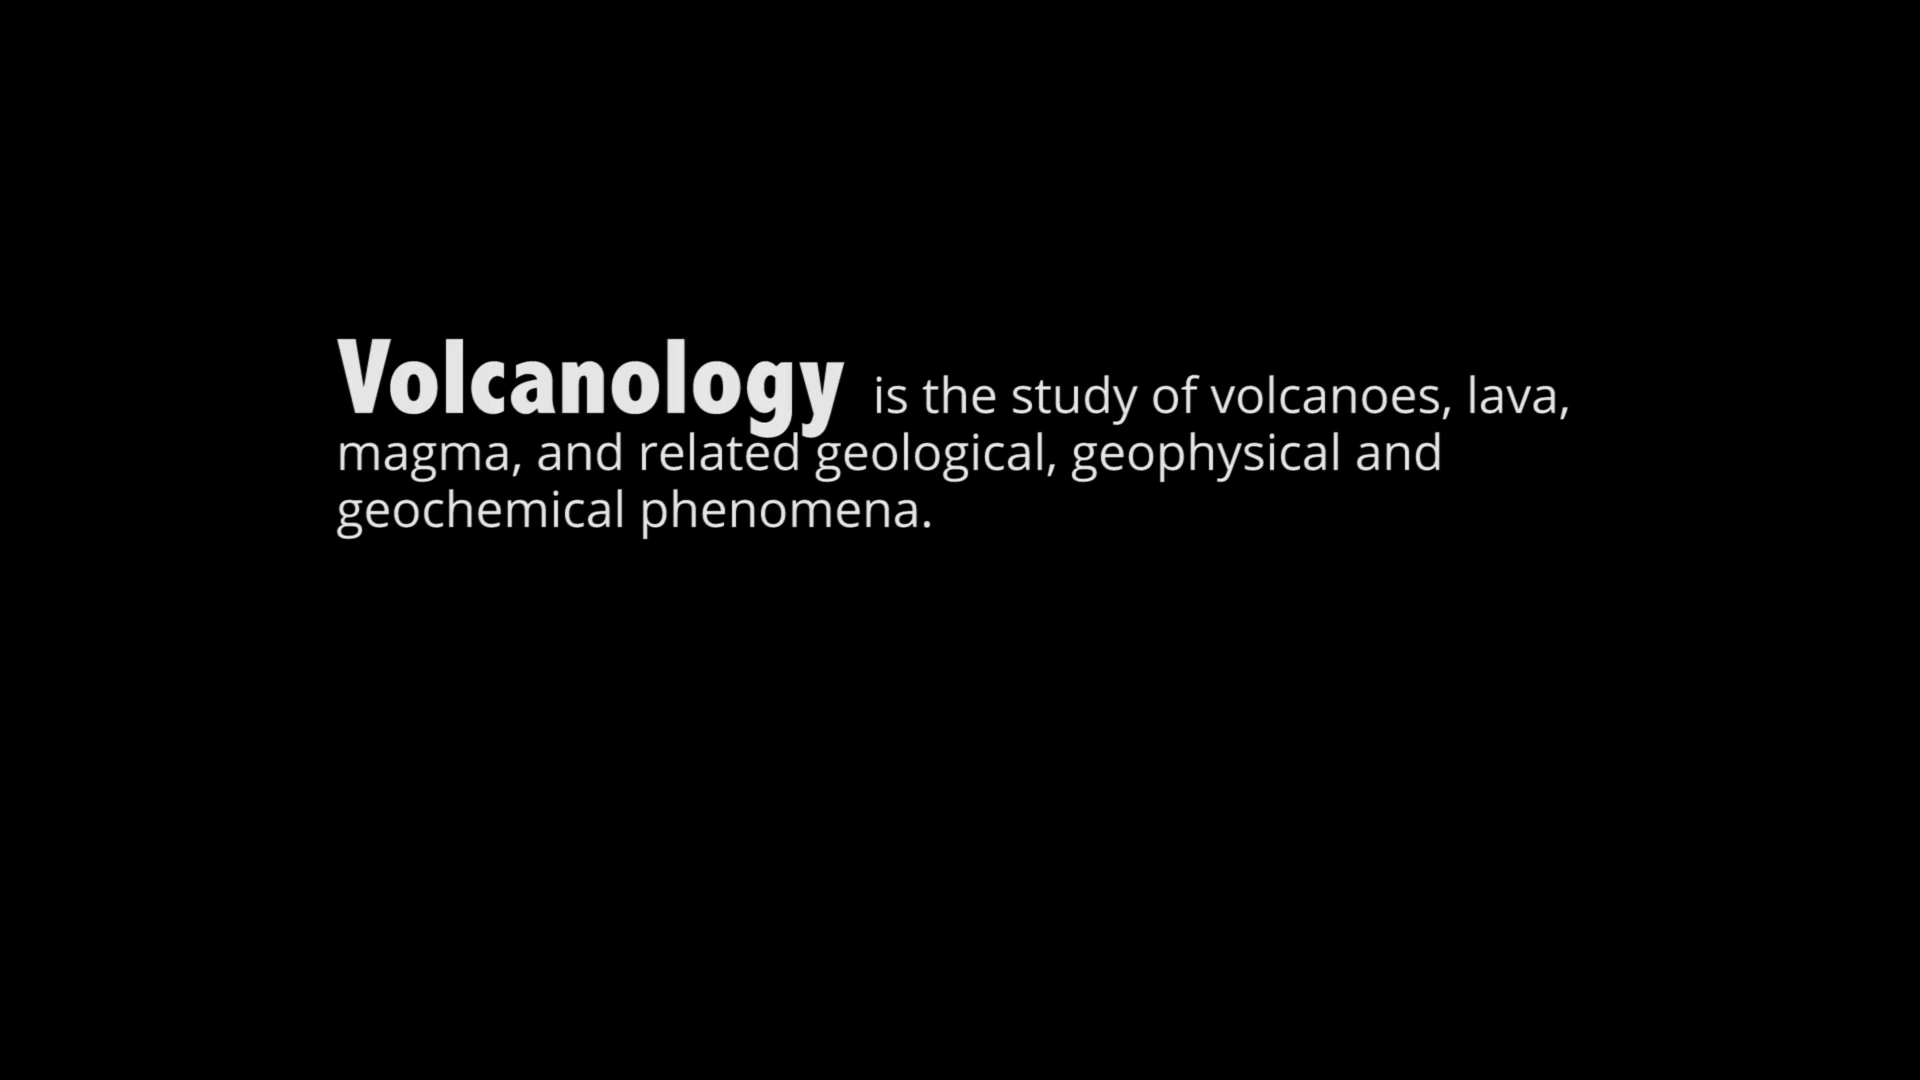 Volcanology is the study of volcanoes, lava,
magma, and related geological, geophysical and
geochemical phenomena.